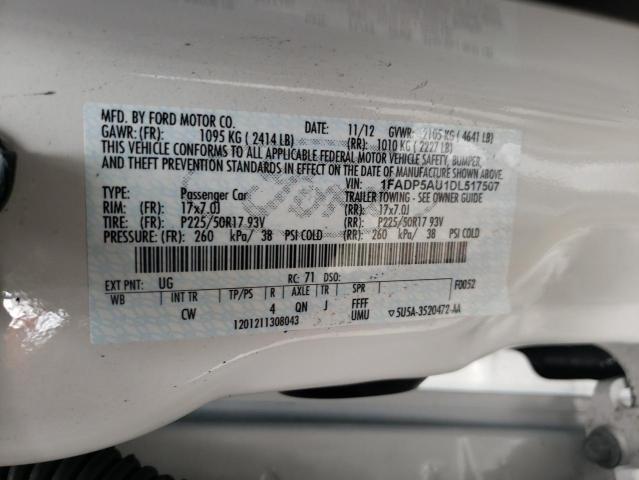 MFD. BY FORD MOTOR CO. DATE: 11/12 GVWR: 2105 KG ( 4641 LB)
GAWR: (FR): 1095 KG ( 2414 LB) (RR): 1010 KG ( 2227 LB)
THIS VEHICLE CONFORMS TO ALL APPLICABLE FEDERAL MOTOR VEHICLE SAFETY, BUMPER,
AND THEFT PREVENTION STANDARDS IN EFFECT ON THE DATE OF MANUFACTURE SHOWN ABOVE.
VIN: 1FADP5AU1DL517507
TYPE: Passenger Car TRAILER TOWING - SEE OWNER GUIDE
RIM: (FR): 17x7.0J (RR): 17x7.0J
TIRE: (FR): P225/50R17 93V (RR): P225/50R17 93V
PRESSURE: (FR): 260 kPa/ 38 PSI COLD (RR): 260 kPa/ 38 PSI COLD
EXT PNT: UG RC: 71 DSO: F0052
WB INT TR TP/PS R AXLE TR SPR
CW 4 QN J FFFF
UMU
1201211308043 5U5A-3520472-AA
Ford